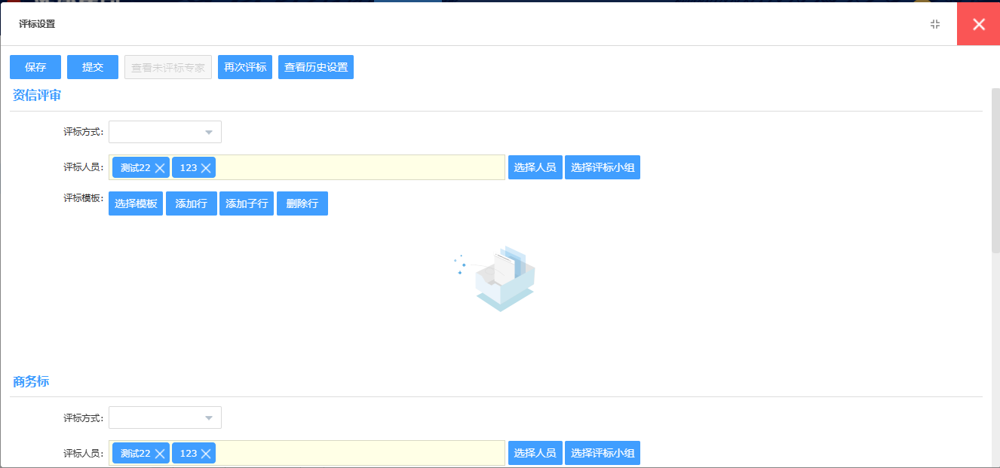 评标设置
保存 提交 查看未评标专家 再次评标 查看历史设置
资信评审
评标方式:
评标人员: 测试22 123 选择人员 选择评标小组
评标模板: 选择模板 添加行 添加子行 删除行
商务标
评标方式:
评标人员: 测试22 123 选择人员 选择评标小组